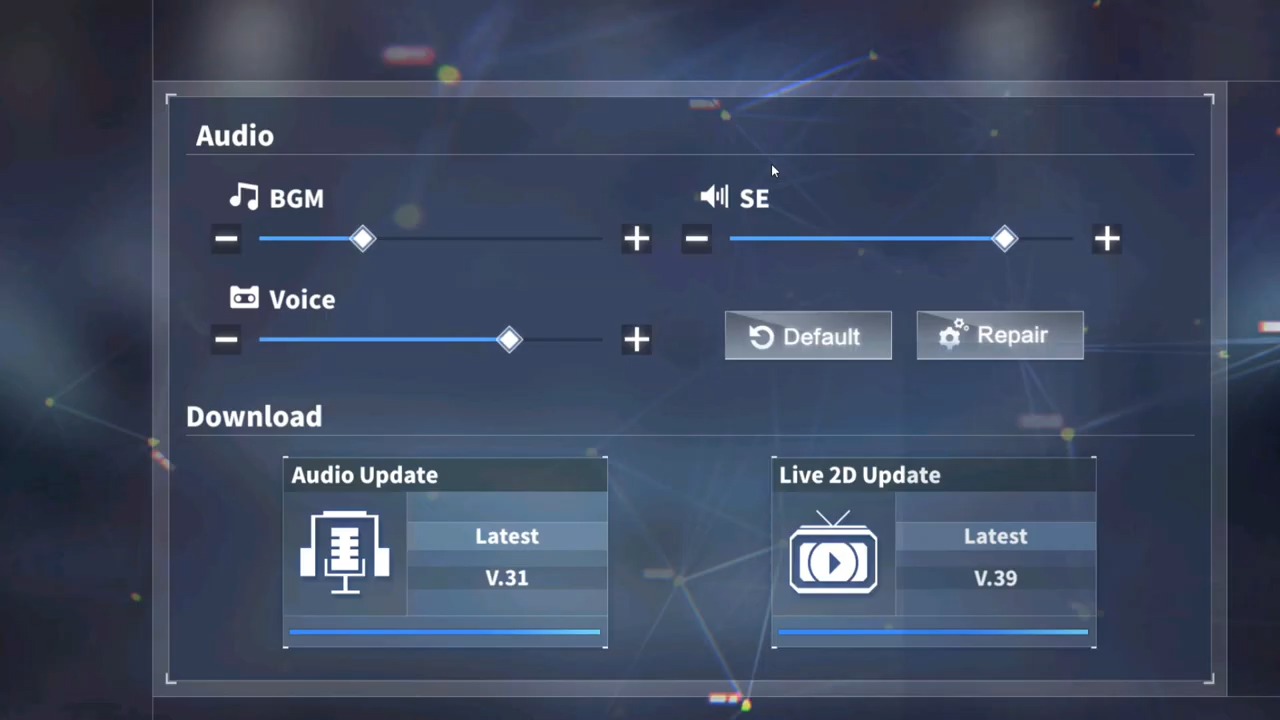 Audio
BGM
SE
Voice
Default
Repair
Download
Audio Update
Latest
V.31
Live 2D Update
Latest
V.39